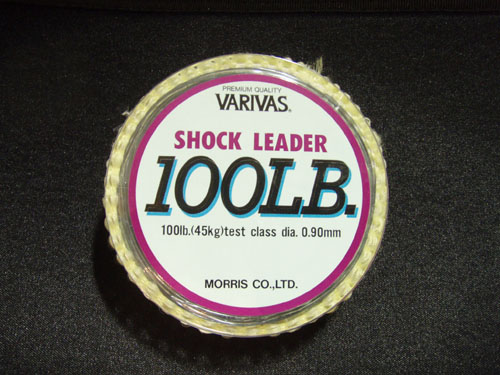 PREMIUM QUALITY
VARIVAS®
SHOCK LEADER
100LB.
100lb.(45kg)test class dia. 0.90mm
MORRIS CO.,LTD.